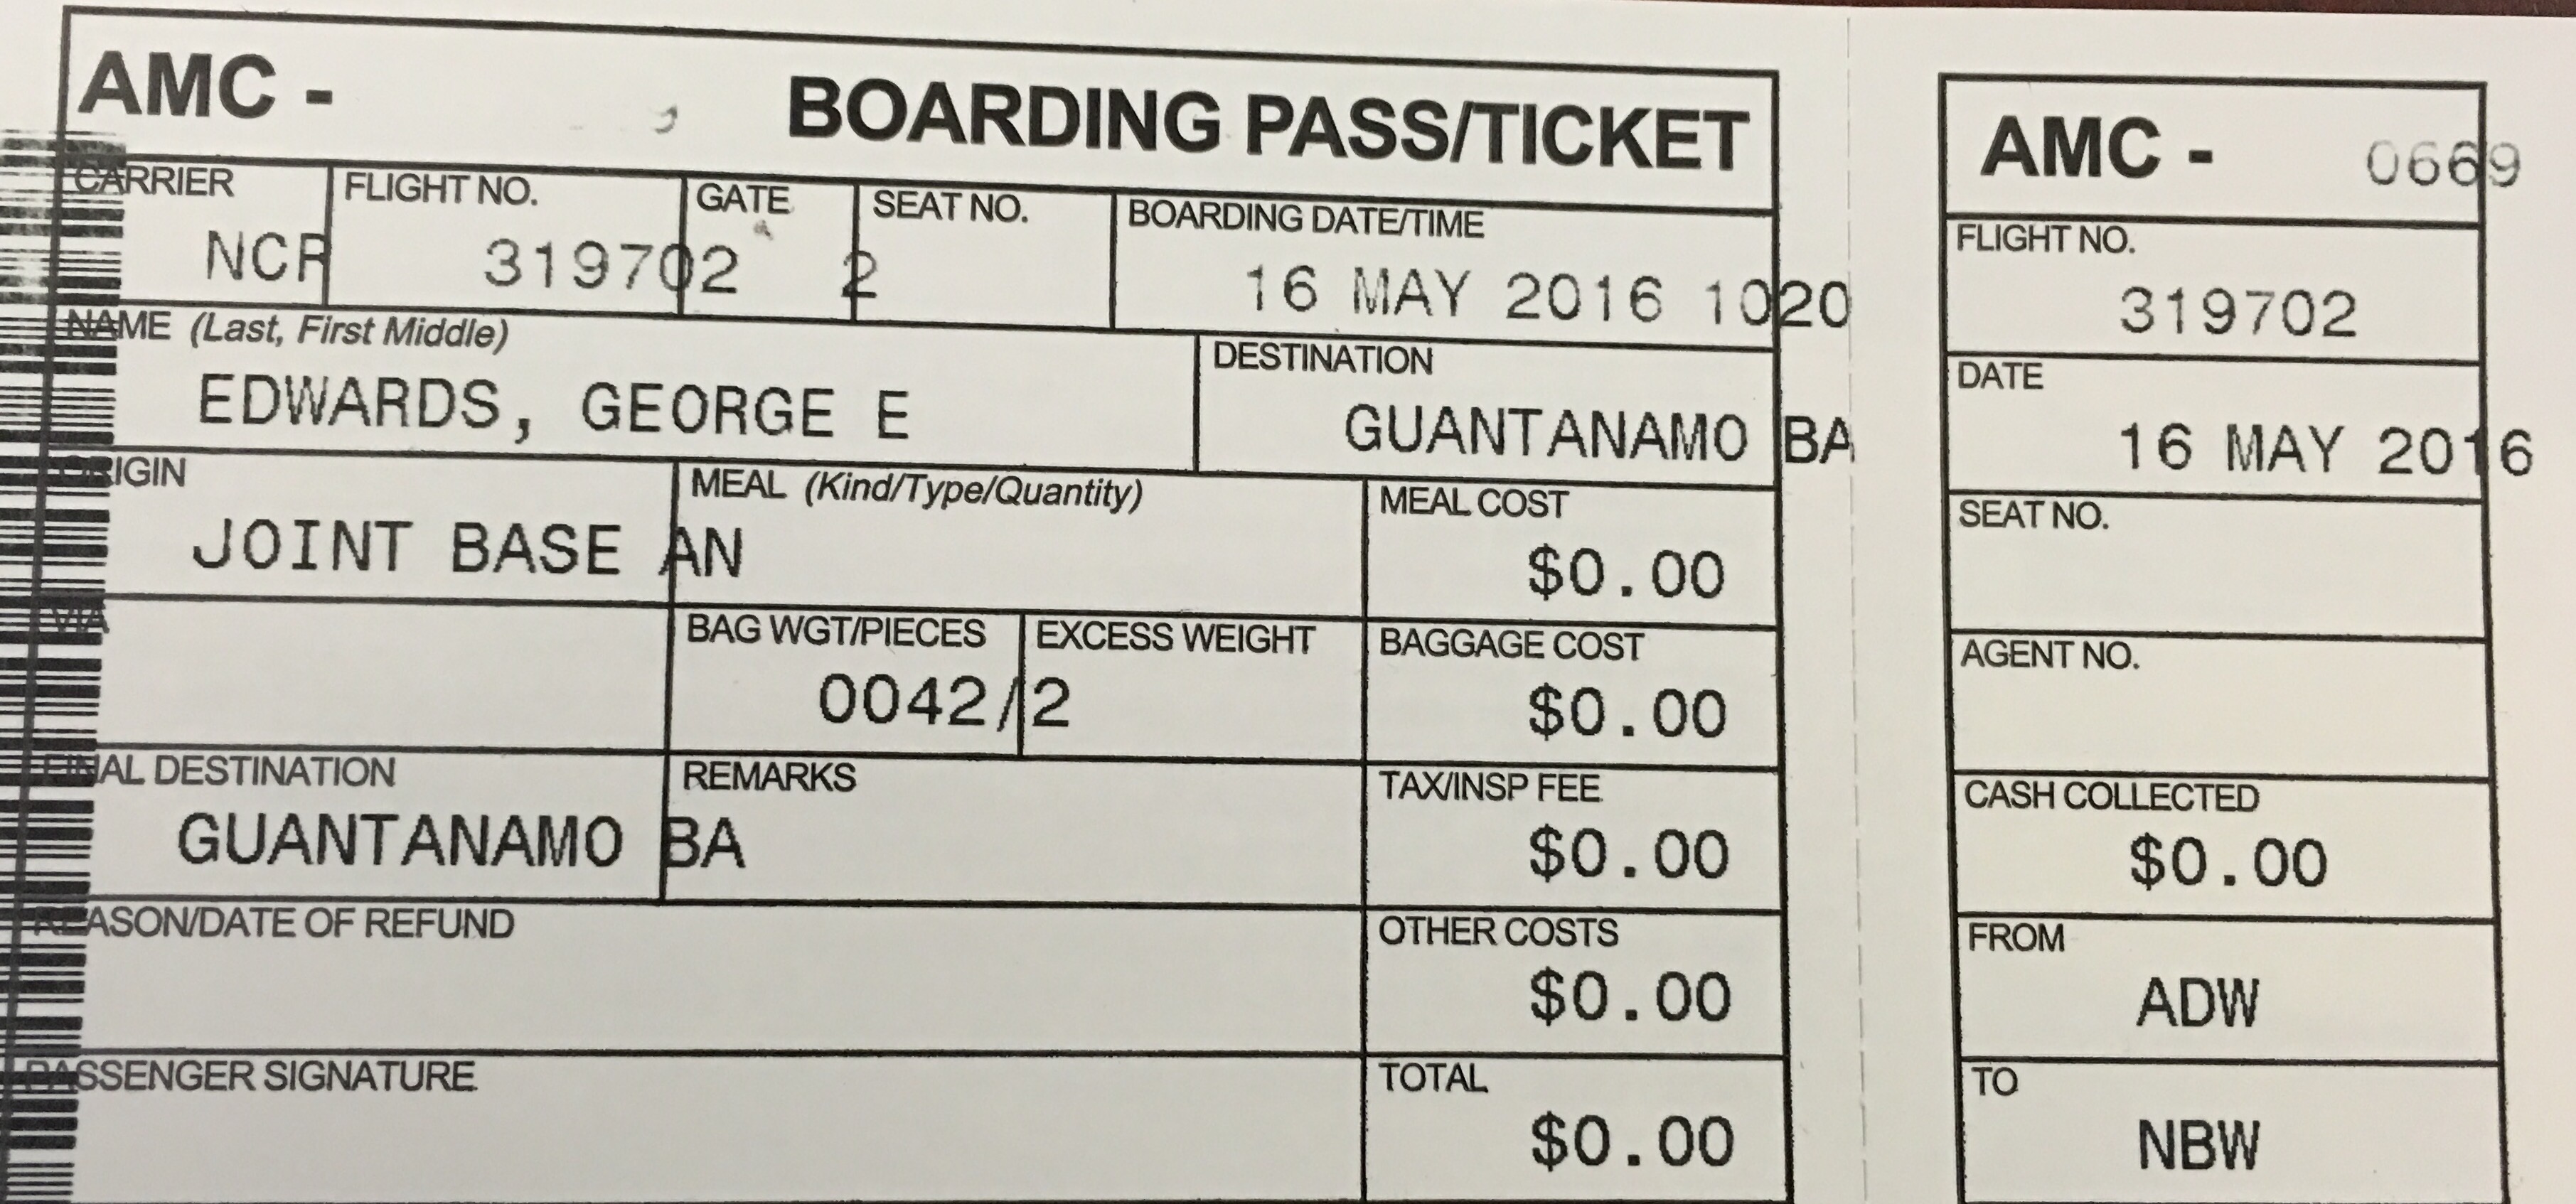 AMC - BOARDING PASS/TICKET
CARRIER FLIGHT NO. GATE SEAT NO. BOARDING DATE/TIME
NCR 319702 2 16 MAY 2016 1020
NAME (Last, First Middle) DESTINATION
EDWARDS, GEORGE E GUANTANAMO BA
ORIGIN MEAL (Kind/Type/Quantity) MEAL COST
JOINT BASE AN $0.00
VIA BAG WGT/PIECES EXCESS WEIGHT BAGGAGE COST
0042/2 $0.00
FINAL DESTINATION REMARKS TAX/INSP FEE
GUANTANAMO BA $0.00
REASON/DATE OF REFUND OTHER COSTS
$0.00
PASSENGER SIGNATURE TOTAL
$0.00
AMC - 0669
FLIGHT NO.
319702
DATE
16 MAY 2016
SEAT NO.
AGENT NO.
CASH COLLECTED
$0.00
FROM
ADW
TO
NBW